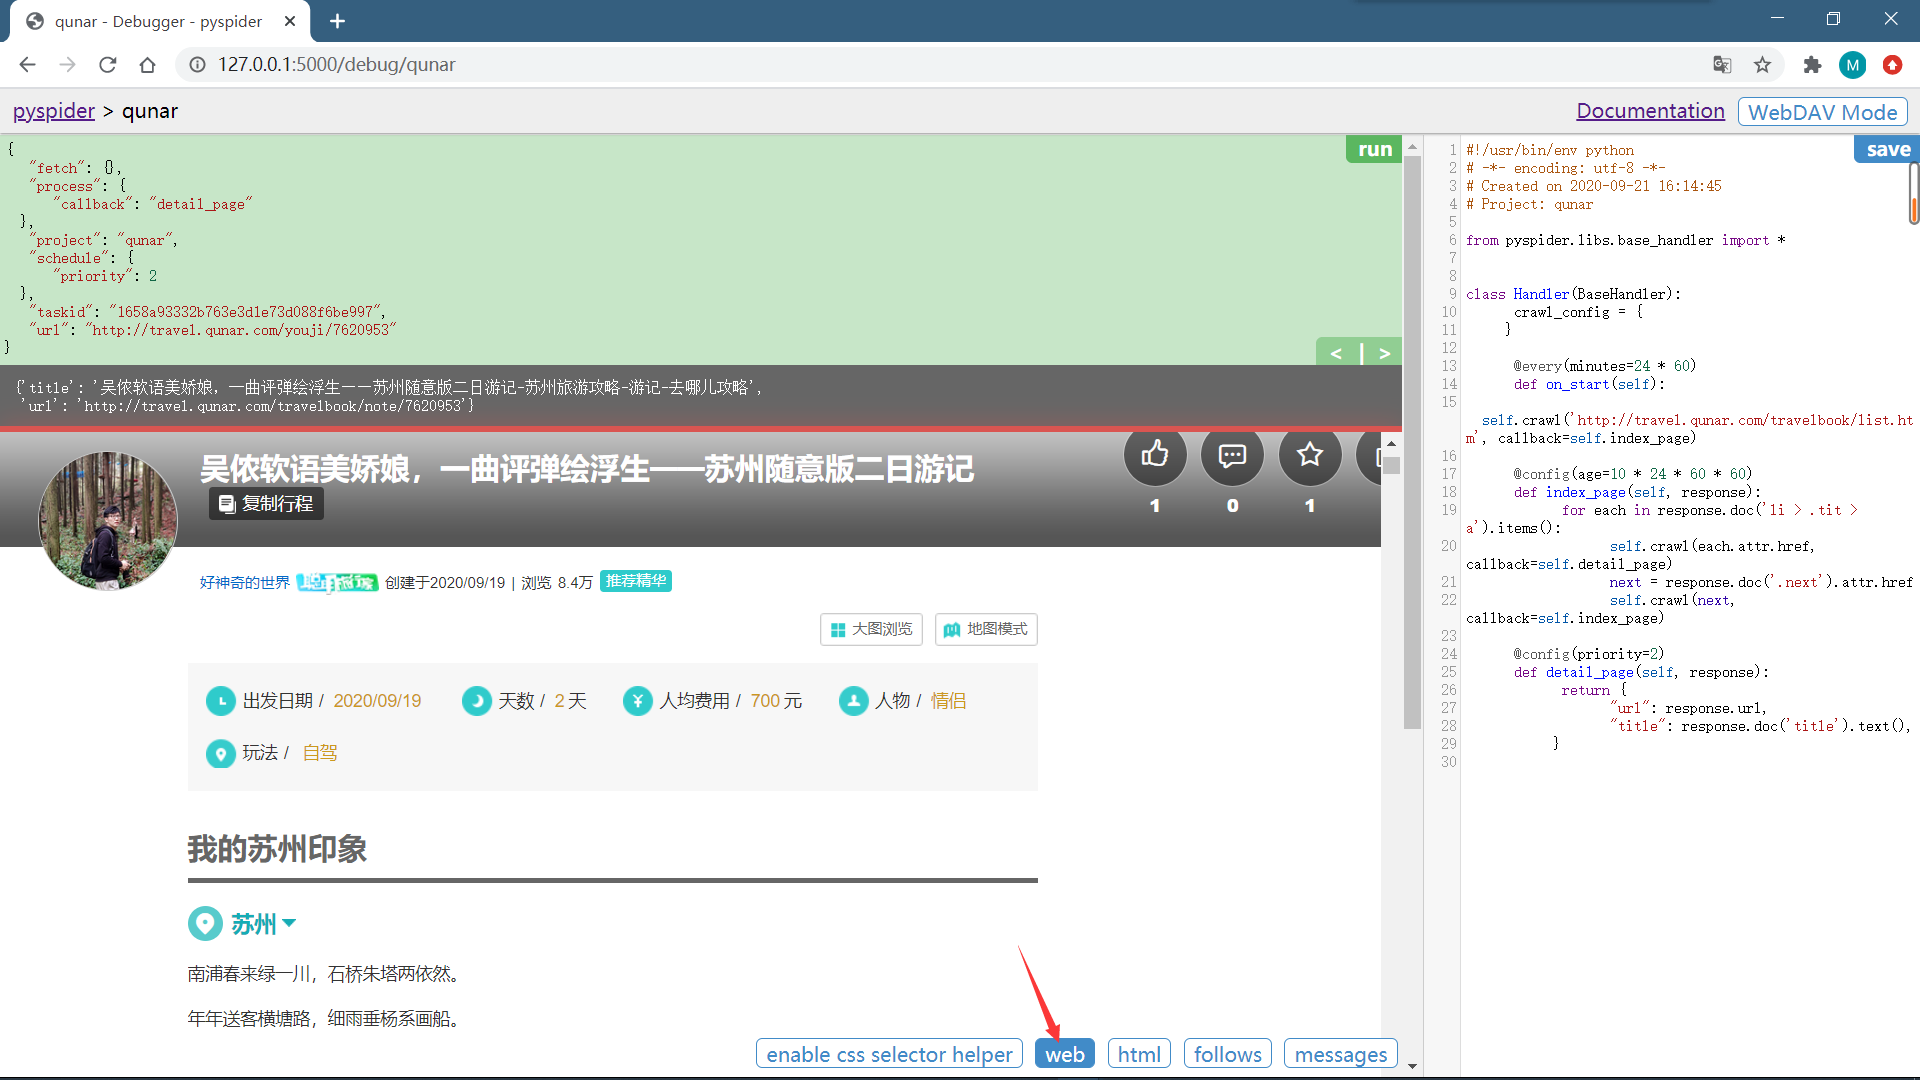 qunar - Debugger - pyspider
127.0.0.1:5000/debug/qunar
M
pyspider > qunar
Documentation
WebDAV Mode
{
"fetch": {},
"process": {
"callback": "detail_page"
},
"project": "qunar",
"schedule": {
"priority": 2
},
"taskid": "1658a93332b763e3d1e73d088f6be997",
"url": "http://travel.qunar.com/youji/7620953"
}
run
< | >
{'title': '吴侬软语美娇娘，一曲评弹绘浮生——苏州随意版二日游记-苏州旅游攻略-游记-去哪儿攻略',
'url': 'http://travel.qunar.com/travelbook/note/7620953'}
吴侬软语美娇娘，一曲评弹绘浮生——苏州随意版二日游记
复制行程
1
0
1
好神奇的世界
创建于2020/09/19 | 浏览 8.4万 推荐精华
大图浏览
地图模式
出发日期 / 2020/09/19
天数 / 2 天
人均费用 / 700 元
人物 / 情侣
玩法 / 自驾
我的苏州印象
苏州
南浦春来绿一川，石桥朱塔两依然。
年年送客横塘路，细雨垂杨系画船。
enable css selector helper
web
html
follows
messages
save
1 #!/usr/bin/env python
2 # -*- encoding: utf-8 -*-
3 # Created on 2020-09-21 16:14:45
4 # Project: qunar
5
6 from pyspider.libs.base_handler import *
7
8
9 class Handler(BaseHandler):
10 crawl_config = {
11 }
12
13 @every(minutes=24 * 60)
14 def on_start(self):
15
self.crawl('http://travel.qunar.com/travelbook/list.ht
m', callback=self.index_page)
16
17 @config(age=10 * 24 * 60 * 60)
18 def index_page(self, response):
19 for each in response.doc('li > .tit >
a').items():
20 self.crawl(each.attr.href,
callback=self.detail_page)
21 next = response.doc('.next').attr.href
22 self.crawl(next,
callback=self.index_page)
23
24 @config(priority=2)
25 def detail_page(self, response):
26 return {
27 "url": response.url,
28 "title": response.doc('title').text(),
29 }
30